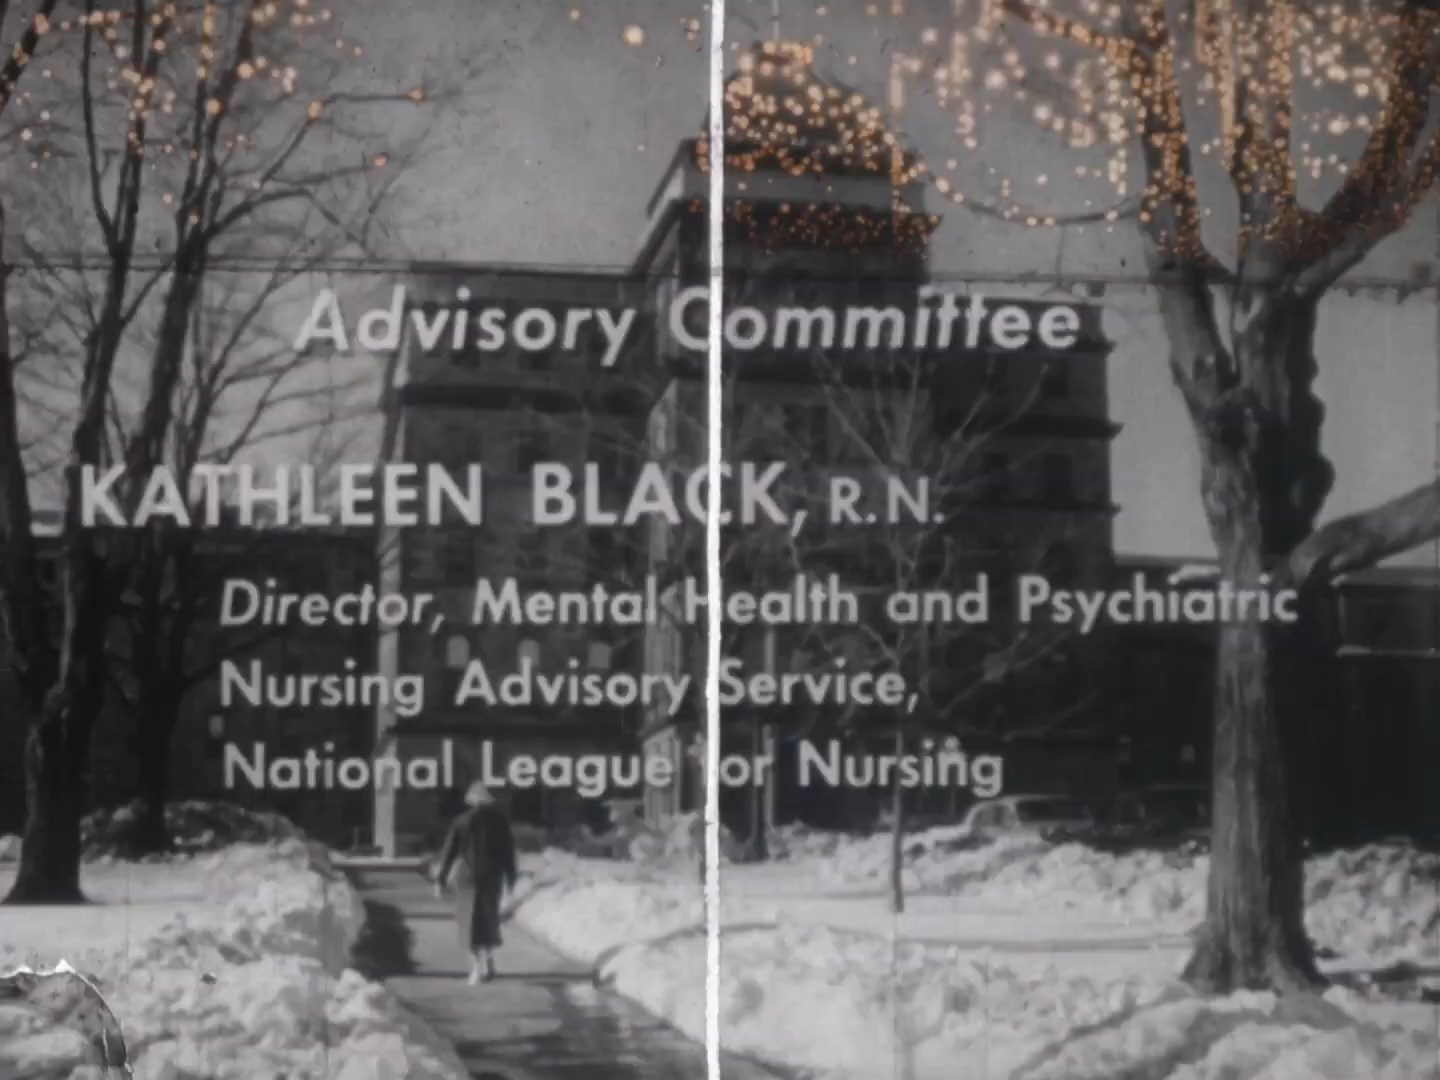 Advisory Committee
KATHLEEN BLACK, R.N.
Director, Mental Health and Psychiatric
Nursing Advisory Service,
National League for Nursing